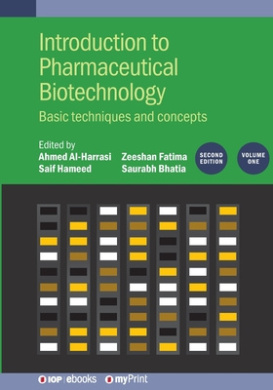 Introduction to
Pharmaceutical
Biotechnology
Basic techniques and concepts
Edited by
Ahmed Al-Harrasi Zeeshan Fatima
Saif Hameed Saurabh Bhatia
SECOND
EDITION
VOLUME
ONE
IOP ebooks myPrint